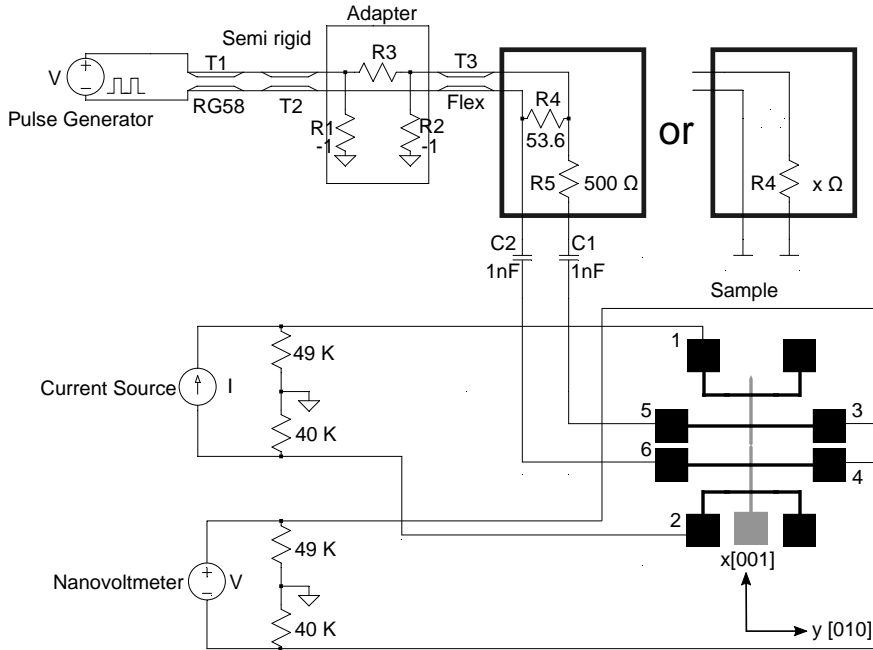 Adapter
Semi rigid
R3
T1
T3
V
RG58
T2
Flex
R4
53.6
Pulse Generator
R1
-1
R2
-1
or
R5
500 Ω
R4
x Ω
C2
1nF
C1
1nF
Sample
1
49 K
Current Source
I
5
3
40 K
6
4
2
49 K
x[001]
Nanovoltmeter
V
40 K
y [010]